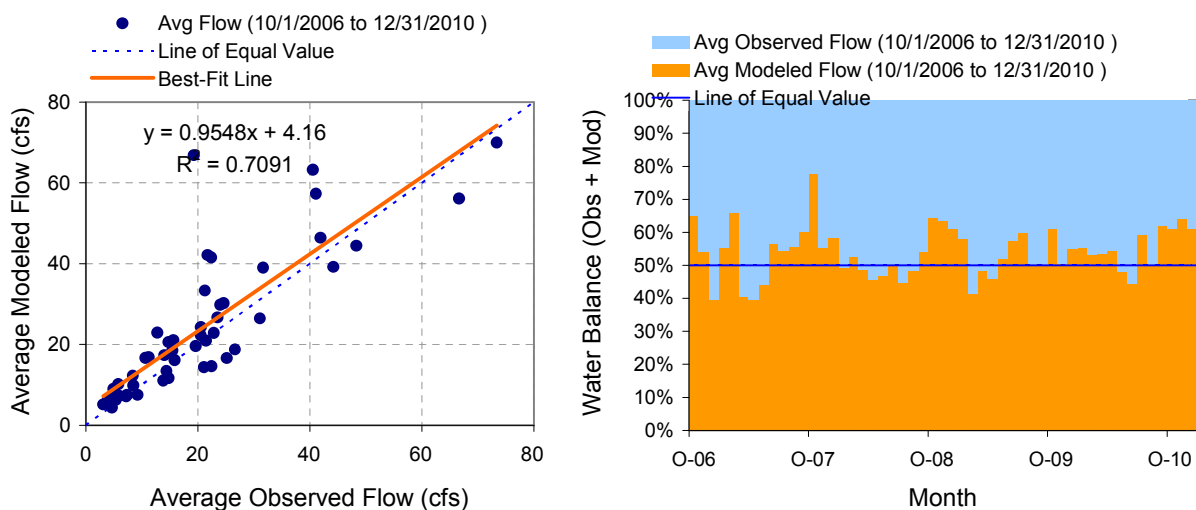 Avg Flow (10/1/2006 to 12/31/2010 )
Line of Equal Value
Best-Fit Line
y = 0.9548x + 4.16
R² = 0.7091
80
60
40
20
0
0 20 40 60 80
Average Modeled Flow (cfs)
Average Observed Flow (cfs)
Avg Observed Flow (10/1/2006 to 12/31/2010 )
Avg Modeled Flow (10/1/2006 to 12/31/2010 )
Line of Equal Value
100%
90%
80%
70%
60%
50%
40%
30%
20%
10%
0%
O-06 O-07 O-08 O-09 O-10
Water Balance (Obs + Mod)
Month